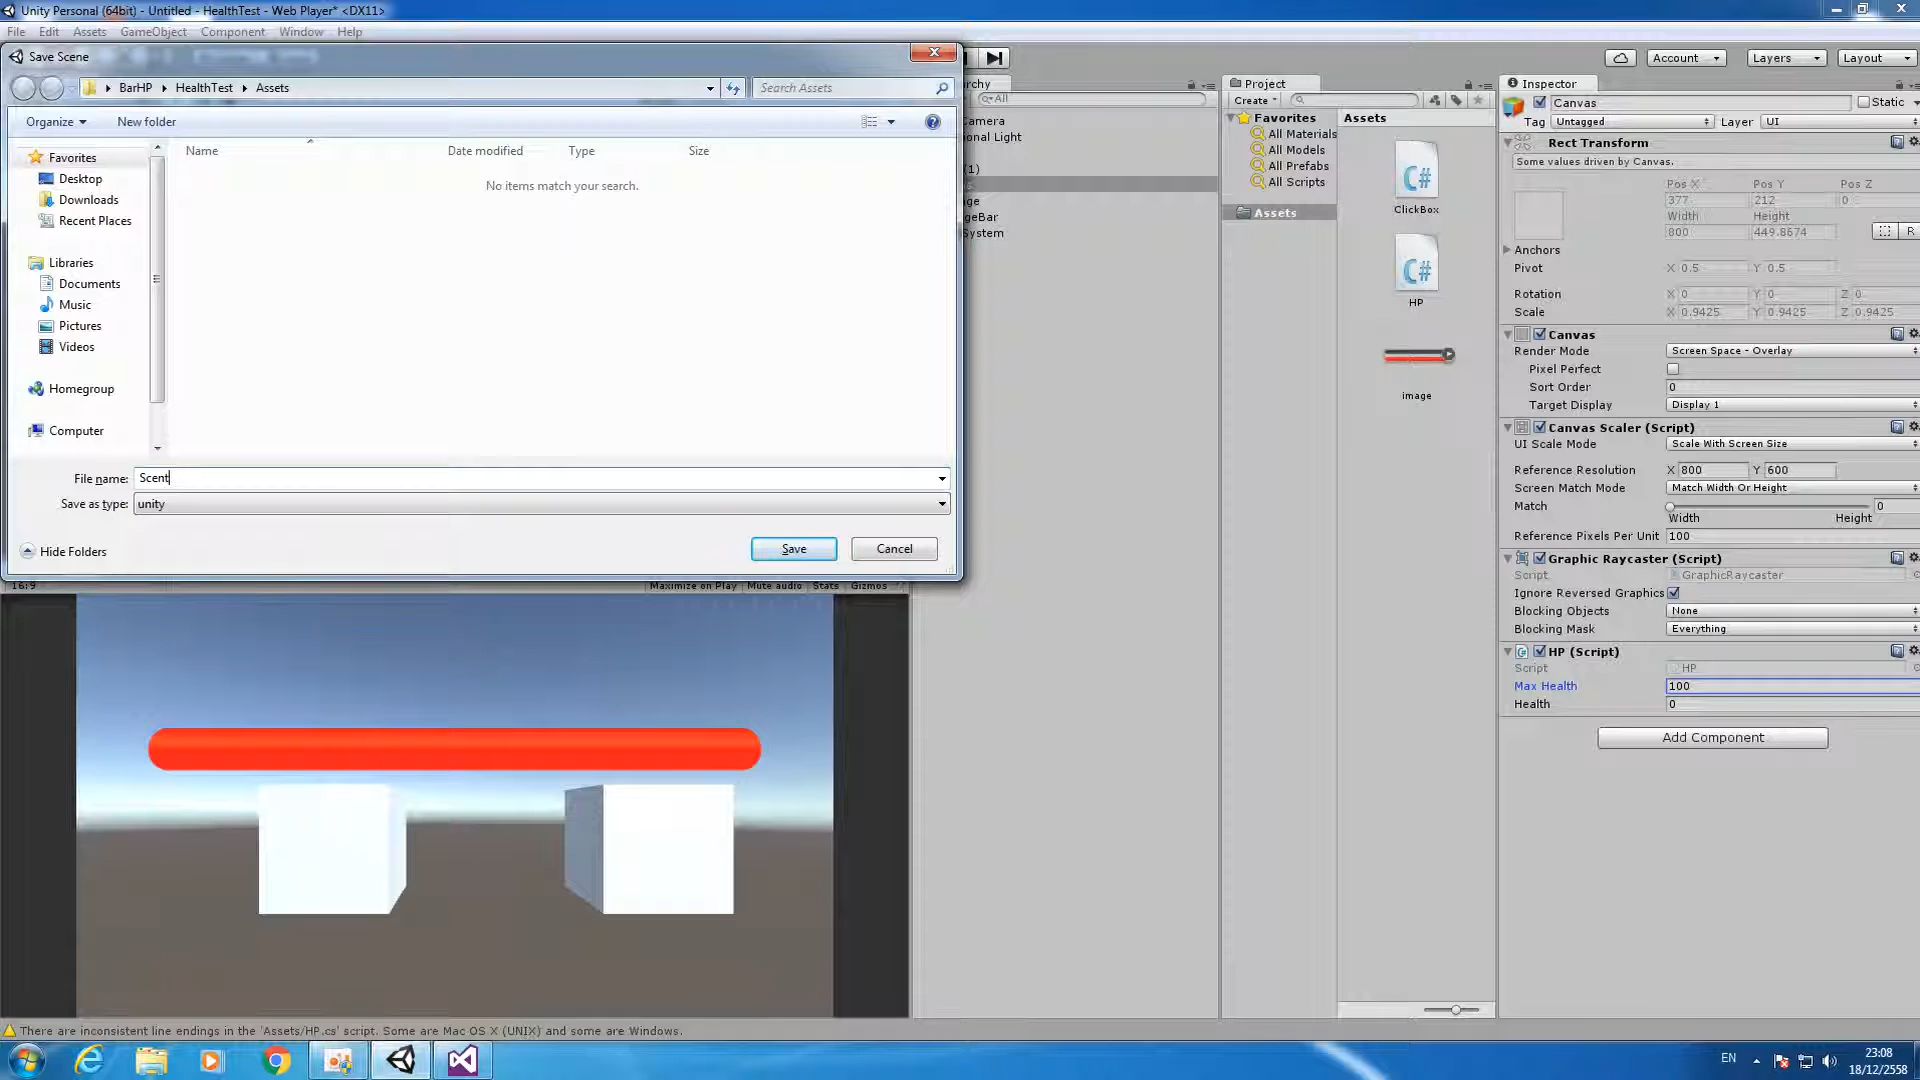 Unity Personal (64bit) - Untitled - HealthTest - Web Player* <DX11>
File Edit Assets GameObject Component Window Help
Save Scene
BarHP HealthTest Assets
Search Assets
Organize New folder
Favorites
Desktop
Downloads
Recent Places
Libraries
Documents
Music
Pictures
Videos
Homegroup
Computer
Name Date modified Type Size
No items match your search.
File name: Scent
Save as type: unity
Hide Folders
Save Cancel
Account Layers Layout
All
System
Project
Create
Favorites
All Materials
All Models
All Prefabs
All Scripts
Assets
Assets
C#
ClickBox
C#
HP
image
Inspector
Canvas Static
Tag Untagged Layer UI
Rect Transform
Some values driven by Canvas.
Pos X Pos Y Pos Z
377 212 0
Width Height
800 449.8674
R
Anchors
Pivot X 0.5 Y 0.5
Rotation X 0 Y 0 Z 0
Scale X 0.9425 Y 0.9425 Z 0.9425
Canvas
Render Mode Screen Space - Overlay
Pixel Perfect
Sort Order 0
Target Display Display 1
Canvas Scaler (Script)
UI Scale Mode Scale With Screen Size
Reference Resolution X 800 Y 600
Screen Match Mode Match Width Or Height
Match 0
Width Height
Reference Pixels Per Unit 100
Graphic Raycaster (Script)
Script GraphicRaycaster
Ignore Reversed Graphics
Blocking Objects None
Blocking Mask Everything
HP (Script)
Script HP
Max Health 100
Health 0
Add Component
16:9 Maximize on Play Mute audio Stats Gizmos
There are inconsistent line endings in the 'Assets/HP.cs' script. Some are Mac OS X (UNIX) and some are Windows.
EN
23:08
18/12/2558